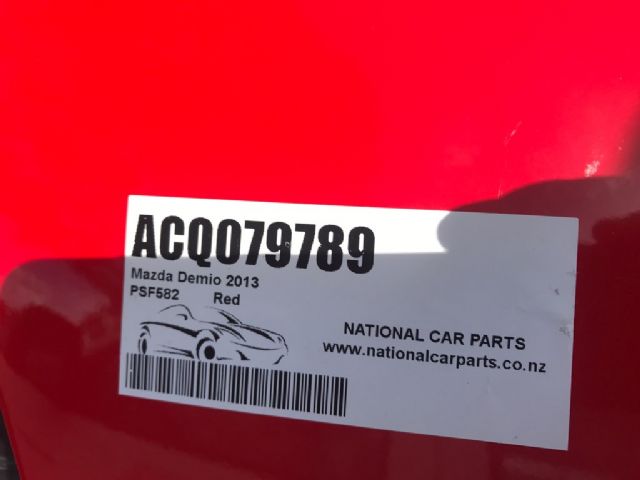 ACQ079789
Mazda Demio 2013
PSF582 Red
NATIONAL CAR PARTS
www.nationalcarparts.co.nz